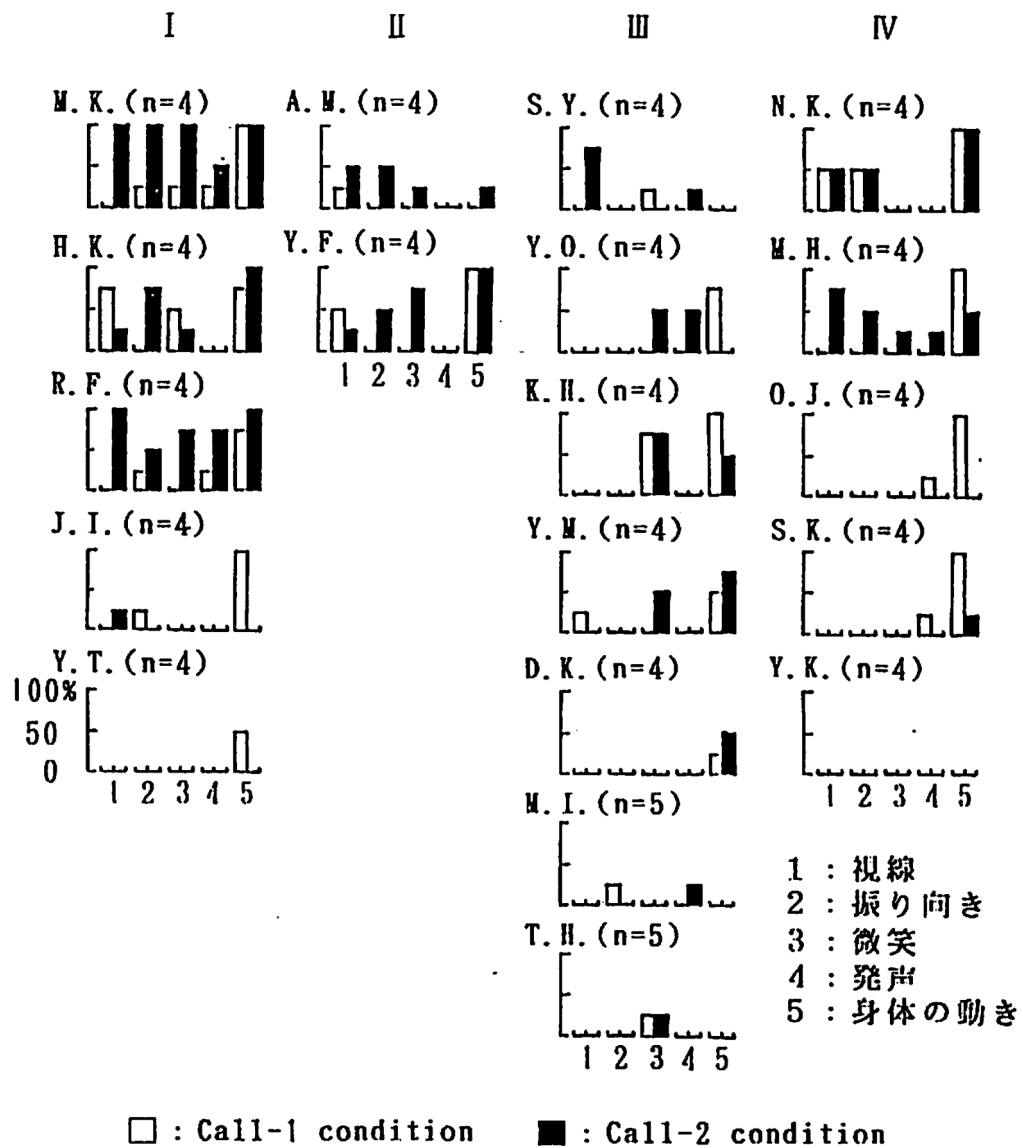 I II III IV
M. K. (n=4) A. M. (n=4) S. Y. (n=4) N. K. (n=4)
H. K. (n=4) Y. F. (n=4) Y. O. (n=4) M. H. (n=4)
1 2 3 4 5
R. F. (n=4) K. H. (n=4) O. J. (n=4)
J. I. (n=4) Y. M. (n=4) S. K. (n=4)
Y. T. (n=4) D. K. (n=4) Y. K. (n=4)
100%
50
0
1 2 3 4 5 1 2 3 4 5
M. I. (n=5)
1 : 視線
2 : 振り向き
T. H. (n=5)
3 : 微笑
4 : 発声
5 : 身体の動き
1 2 3 4 5
□ : Call-1 condition ■ : Call-2 condition